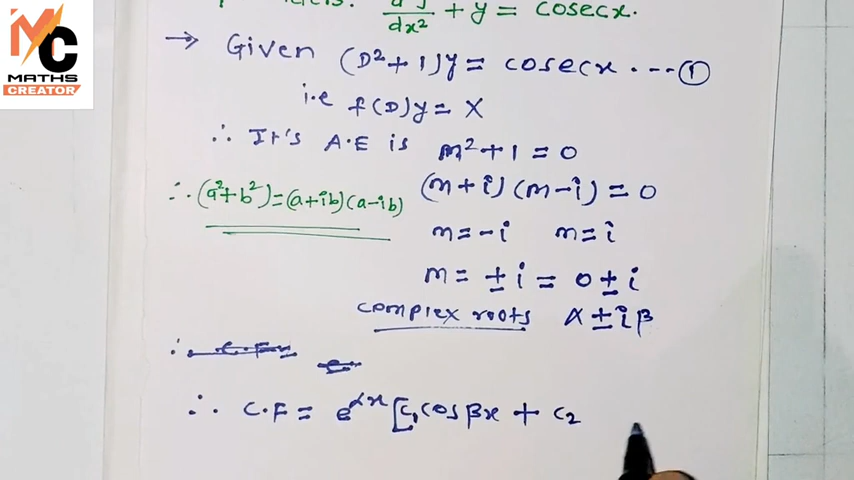 MC
MATHS
CREATOR
dx² + y = cosecx.
→ Given (D²+1)y = cosecx ---- ①
i.e f(D)y = X
∴ It's A.E is m²+1=0
∴ (a²+b²)=(a+ib)(a-ib) (m+i)(m-i)=0
m=-i m=i
m= ±i = 0±i
complex roots α±iβ
∴ C.F = e^αx [C₁cosβx + C₂